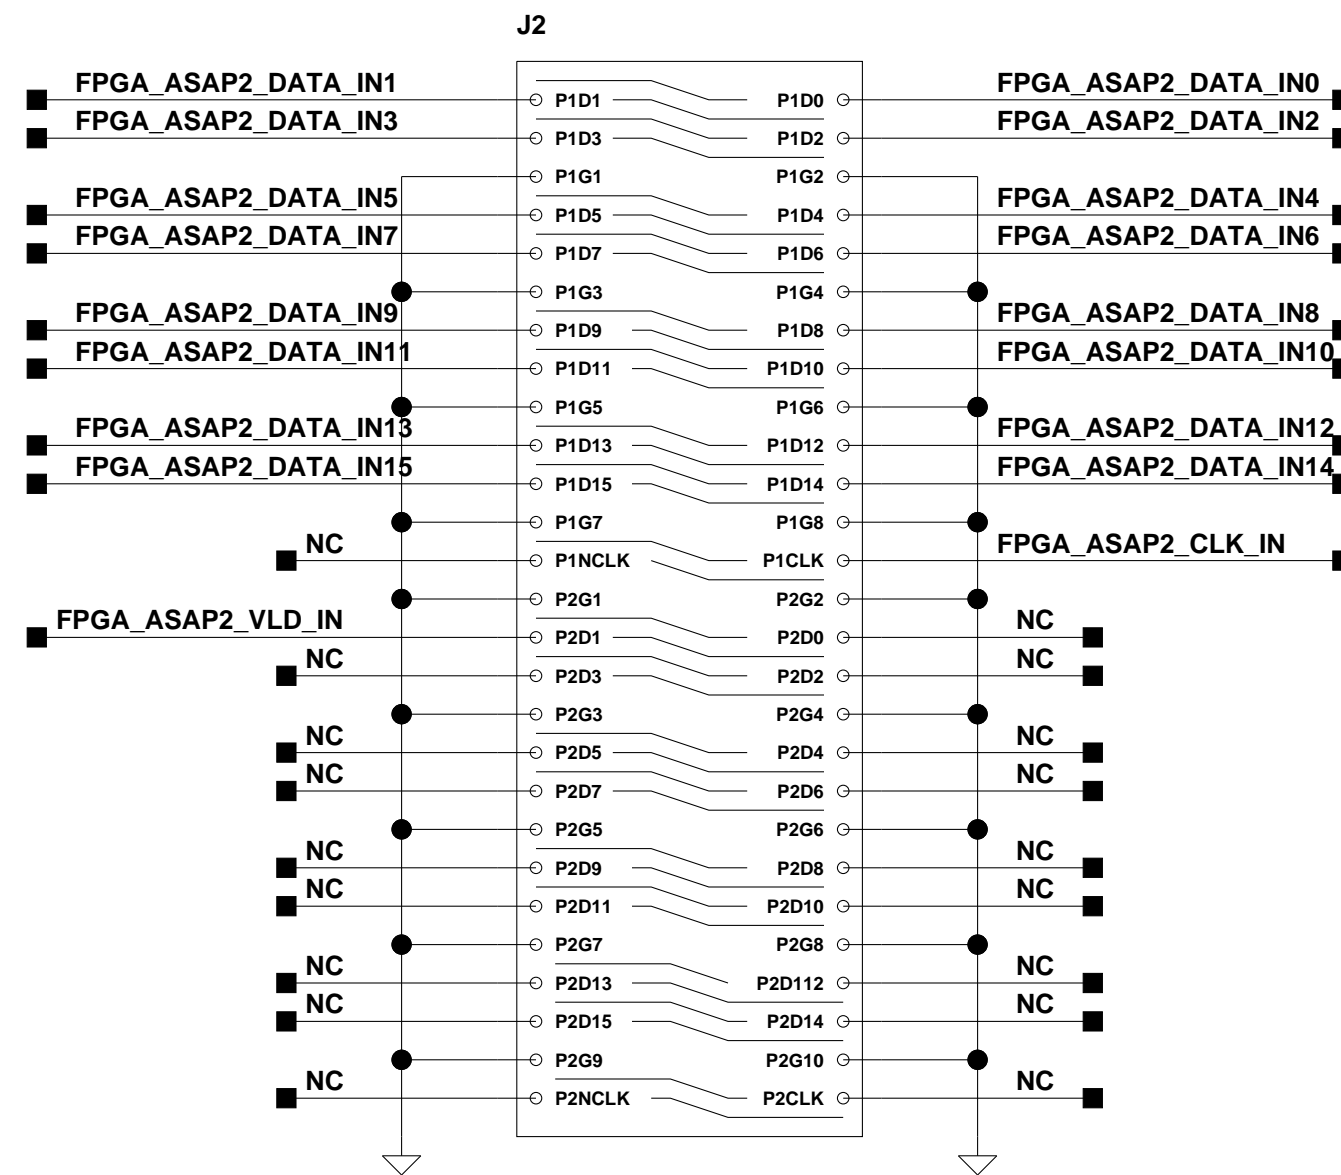 J2
FPGA_ASAP2_DATA_IN1 P1D1 P1D0 FPGA_ASAP2_DATA_IN0
FPGA_ASAP2_DATA_IN3 P1D3 P1D2 FPGA_ASAP2_DATA_IN2
P1G1 P1G2
FPGA_ASAP2_DATA_IN5 P1D5 P1D4 FPGA_ASAP2_DATA_IN4
FPGA_ASAP2_DATA_IN7 P1D7 P1D6 FPGA_ASAP2_DATA_IN6
P1G3 P1G4
FPGA_ASAP2_DATA_IN9 P1D9 P1D8 FPGA_ASAP2_DATA_IN8
FPGA_ASAP2_DATA_IN11 P1D11 P1D10 FPGA_ASAP2_DATA_IN10
P1G5 P1G6
FPGA_ASAP2_DATA_IN13 P1D13 P1D12 FPGA_ASAP2_DATA_IN12
FPGA_ASAP2_DATA_IN15 P1D15 P1D14 FPGA_ASAP2_DATA_IN14
P1G7 P1G8
NC P1NCLK P1CLK FPGA_ASAP2_CLK_IN
P2G1 P2G2
FPGA_ASAP2_VLD_IN P2D1 P2D0 NC
NC P2D3 P2D2 NC
P2G3 P2G4
NC P2D5 P2D4 NC
NC P2D7 P2D6 NC
P2G5 P2G6
NC P2D9 P2D8 NC
NC P2D11 P2D10 NC
P2G7 P2G8
NC P2D13 P2D112 NC
NC P2D15 P2D14 NC
P2G9 P2G10
NC P2NCLK P2CLK NC